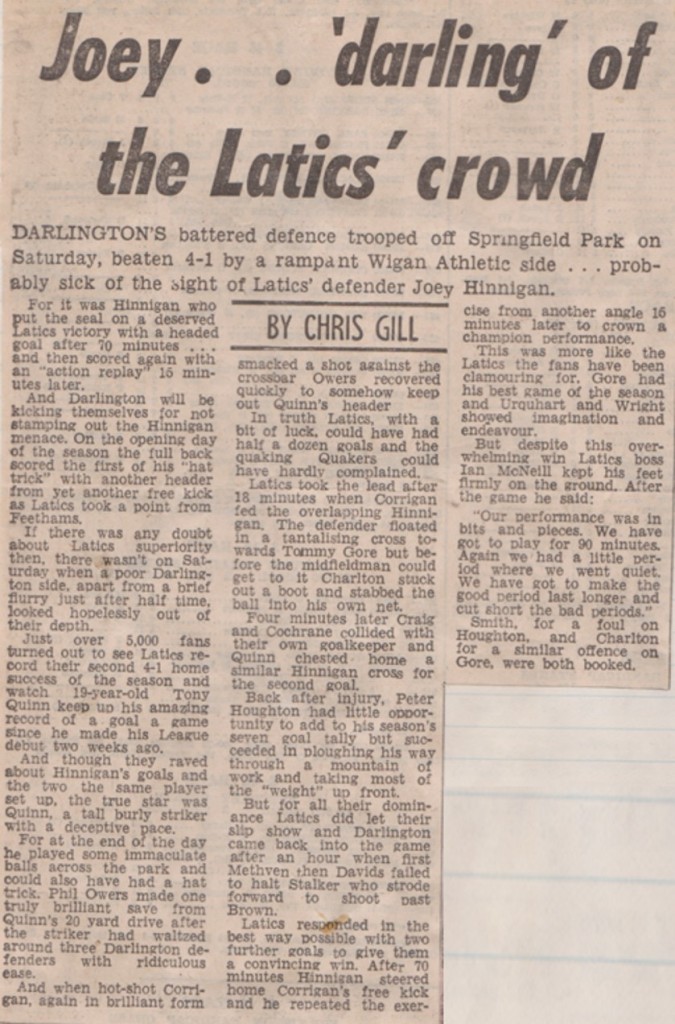 Joey . . 'darling' of
the Latics' crowd
DARLINGTON'S battered defence trooped off Springfield Park on
Saturday, beaten 4-1 by a rampant Wigan Athletic side . . . prob-
ably sick of the sight of Latics' defender Joey Hinnigan.
For it was Hinnigan who
put the seal on a deserved
Latics victory with a headed
goal after 70 minutes . . .
and then scored again with
an "action replay" 16 min-
utes later.
And Darlington will be
kicking themselves for not
stamping out the Hinnigan
menace. On the opening day
of the season the full back
scored the first of his "hat
trick" with another header
from yet another free kick
as Latics took a point from
Feethams.
If there was any doubt
about Latics superiority
then, there wasn't on Sat-
urday when a poor Darling-
ton side, apart from a brief
flurry just after half time,
looked hopelessly out of
their depth.
Just over 5,000 fans
turned out to see Latics re-
cord their second 4-1 home
success of the season and
watch 19-year-old Tony
Quinn keep up his amazing
record of a goal a game
since he made his League
debut two weeks ago.
And though they raved
about Hinnigan's goals and
the two the same player
set up, the true star was
Quinn, a tall burly striker
with a deceptive pace.
For at the end of the day
he played some immaculate
balls across the park and
could also have had a hat
trick. Phil Owers made one
truly brilliant save from
Quinn's 20 yard drive after
the striker had waltzed
around three Darlington de-
fenders with ridiculous
ease.
And when hot-shot Corri-
gan, again in brilliant form
BY CHRIS GILL
smacked a shot against the
crossbar Owers recovered
quickly to somehow keep
out Quinn's header
In truth Latics, with a
bit of luck, could have had
half a dozen goals and the
quaking Quakers could
have hardly complained.
Latics took the lead after
18 minutes when Corrigan
fed the overlapping Hinni-
gan. The defender floated
in a tantalising cross to-
wards Tommy Gore but be-
fore the midfieldman could
get to it Charlton stuck
out a boot and stabbed the
ball into his own net.
Four minutes later Craig
and Cochrane collided with
their own goalkeeper and
Quinn chested home a
similar Hinnigan cross for
the second goal.
Back after injury, Peter
Houghton had little oppor-
tunity to add to his season's
seven goal tally but suc-
ceeded in ploughing his way
through a mountain of
work and taking most of
the "weight" up front.
But for all their domin-
ance Latics did let their
slip show and Darlington
came back into the game
after an hour when first
Methven then Davids failed
to halt Stalker who strode
forward to shoot past
Brown.
Latics responded in the
best way possible with two
further goals to give them
a convincing win. After 70
minutes Hinnigan steered
home Corrigan's free kick
and he repeated the exer-
cise from another angle 16
minutes later to crown a
champion performance.
This was more like the
Latics the fans have been
clamouring for. Gore had
his best game of the season
and Urquhart and Wright
showed imagination and
endeavour.
But despite this over-
whelming win Latics boss
Ian McNeill kept his feet
firmly on the ground. After
the game he said:
"Our performance was in
bits and pieces. We have
got to play for 90 minutes.
Again we had a little per-
iod where we went quiet.
We have got to make the
good period last longer and
cut short the bad periods."
Smith, for a foul on
Houghton, and Charlton
for a similar offence on
Gore, were both booked.